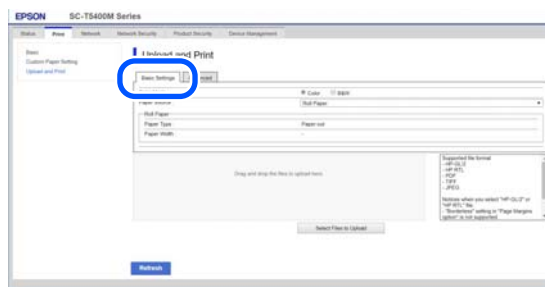 EPSON SC-T5400M Series
Status Print Network Network Security Product Security Device Management
Basic
Custom Paper Setting
Upload and Print
Upload and Print
Basic Settings
Color B&W
Roll Paper
Roll Paper
Paper Type Paper out
Paper Width -
Drag and drop the files to upload here.
Supported file format
- HP-GL/2
- HP RTL
- PDF
- TIFF
- JPEG
Notices when you select "HP-GL/2" or
"HP RTL" file.
- "Borderless" setting in "Page Margins
option" is not supported.
Select Files to Upload
Refresh